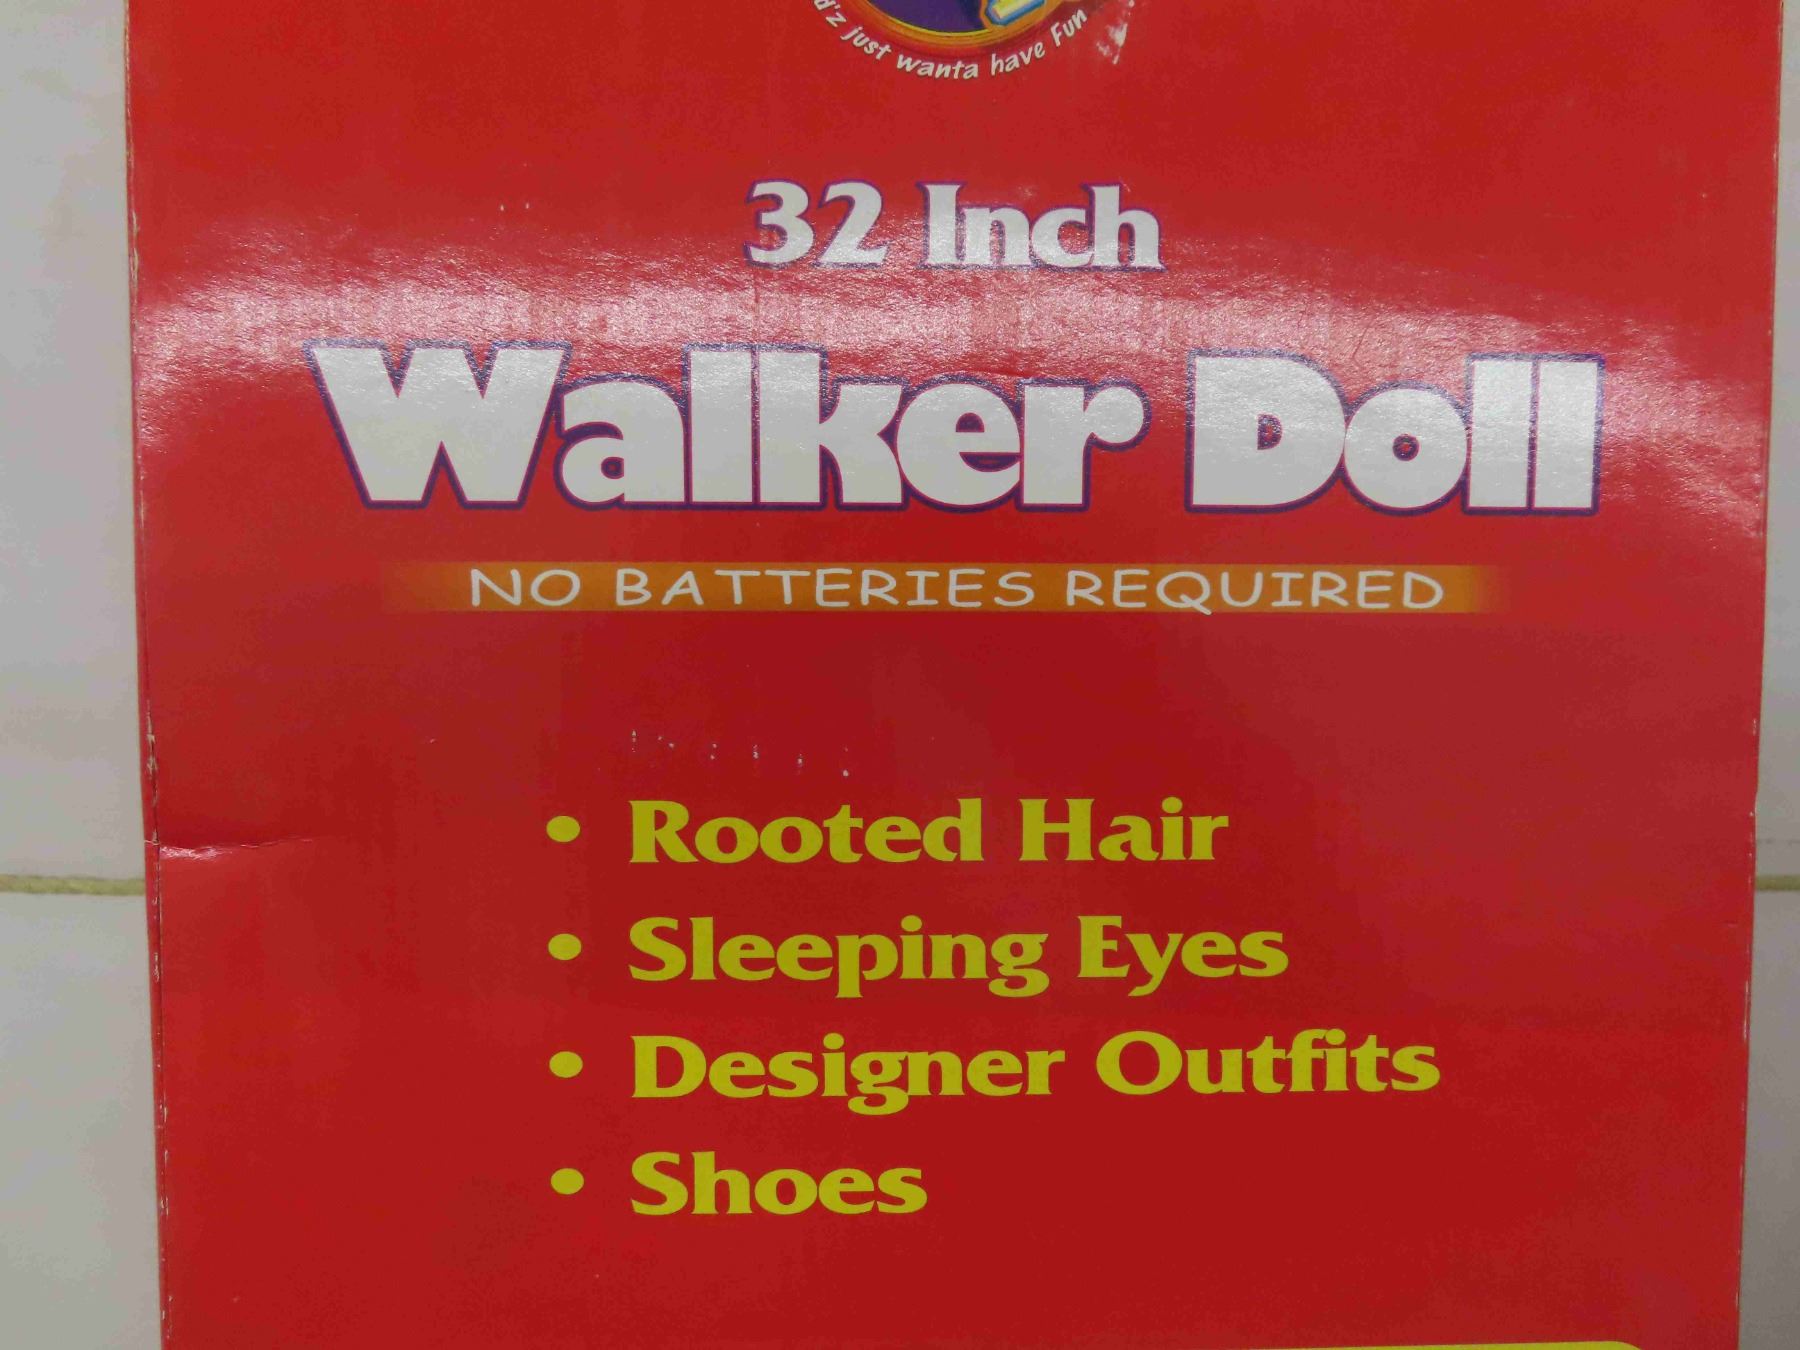 d'z just wanta have Fun
32 Inch
Walker Doll
NO BATTERIES REQUIRED
• Rooted Hair
• Sleeping Eyes
• Designer Outfits
• Shoes